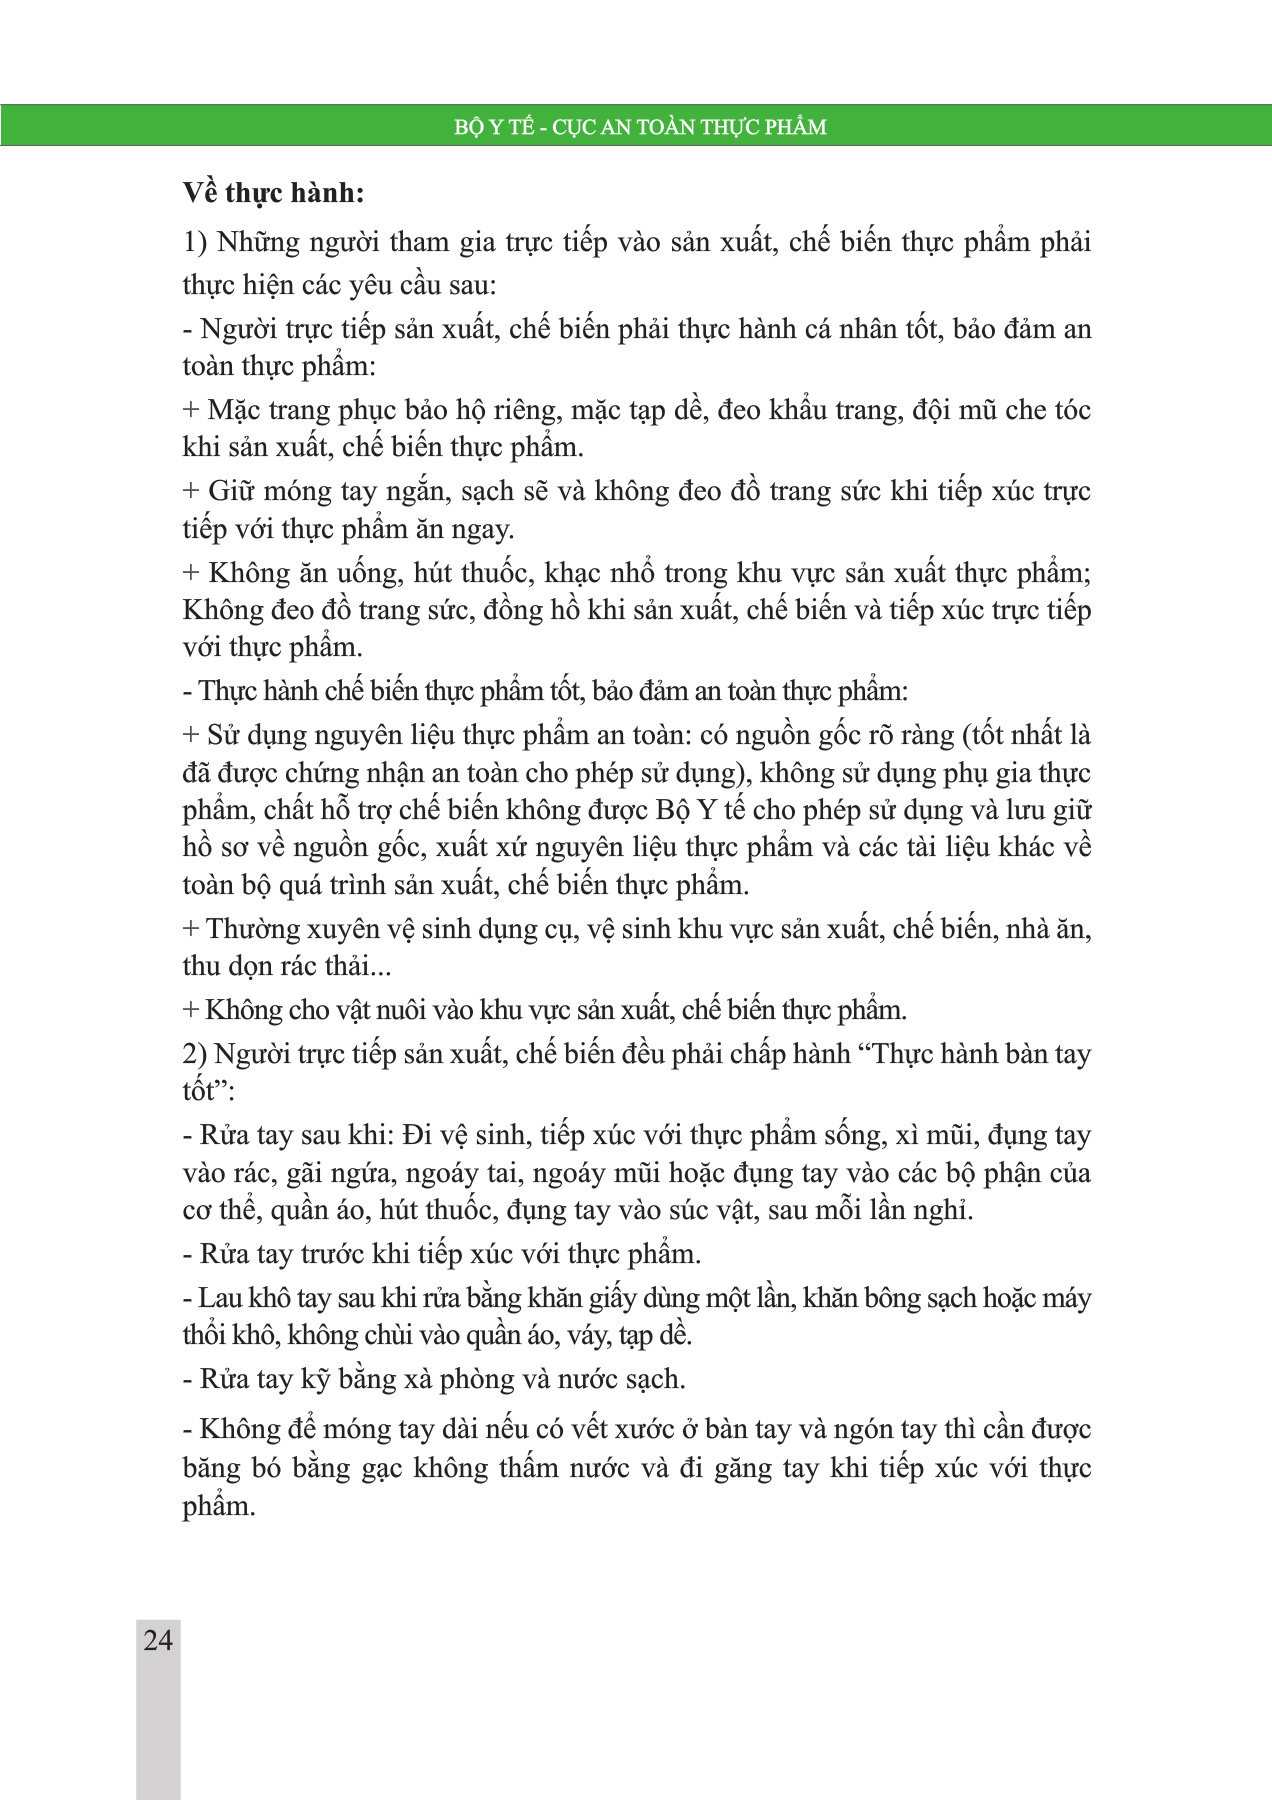 BỘ Y TẾ - CỤC AN TOÀN THỰC PHẨM
Về thực hành:
1) Những người tham gia trực tiếp vào sản xuất, chế biến thực phẩm phải
thực hiện các yêu cầu sau:
- Người trực tiếp sản xuất, chế biến phải thực hành cá nhân tốt, bảo đảm an
toàn thực phẩm:
+ Mặc trang phục bảo hộ riêng, mặc tạp dề, đeo khẩu trang, đội mũ che tóc
khi sản xuất, chế biến thực phẩm.
+ Giữ móng tay ngắn, sạch sẽ và không đeo đồ trang sức khi tiếp xúc trực
tiếp với thực phẩm ăn ngay.
+ Không ăn uống, hút thuốc, khạc nhổ trong khu vực sản xuất thực phẩm;
Không đeo đồ trang sức, đồng hồ khi sản xuất, chế biến và tiếp xúc trực tiếp
với thực phẩm.
- Thực hành chế biến thực phẩm tốt, bảo đảm an toàn thực phẩm:
+ Sử dụng nguyên liệu thực phẩm an toàn: có nguồn gốc rõ ràng (tốt nhất là
đã được chứng nhận an toàn cho phép sử dụng), không sử dụng phụ gia thực
phẩm, chất hỗ trợ chế biến không được Bộ Y tế cho phép sử dụng và lưu giữ
hồ sơ về nguồn gốc, xuất xứ nguyên liệu thực phẩm và các tài liệu khác về
toàn bộ quá trình sản xuất, chế biến thực phẩm.
+ Thường xuyên vệ sinh dụng cụ, vệ sinh khu vực sản xuất, chế biến, nhà ăn,
thu dọn rác thải...
+ Không cho vật nuôi vào khu vực sản xuất, chế biến thực phẩm.
2) Người trực tiếp sản xuất, chế biến đều phải chấp hành “Thực hành bàn tay
tốt”:
- Rửa tay sau khi: Đi vệ sinh, tiếp xúc với thực phẩm sống, xì mũi, đụng tay
vào rác, gãi ngứa, ngoáy tai, ngoáy mũi hoặc đụng tay vào các bộ phận của
cơ thể, quần áo, hút thuốc, đụng tay vào súc vật, sau mỗi lần nghỉ.
- Rửa tay trước khi tiếp xúc với thực phẩm.
- Lau khô tay sau khi rửa bằng khăn giấy dùng một lần, khăn bông sạch hoặc máy
thổi khô, không chùi vào quần áo, váy, tạp dề.
- Rửa tay kỹ bằng xà phòng và nước sạch.
- Không để móng tay dài nếu có vết xước ở bàn tay và ngón tay thì cần được
băng bó bằng gạc không thấm nước và đi găng tay khi tiếp xúc với thực
phẩm.
24